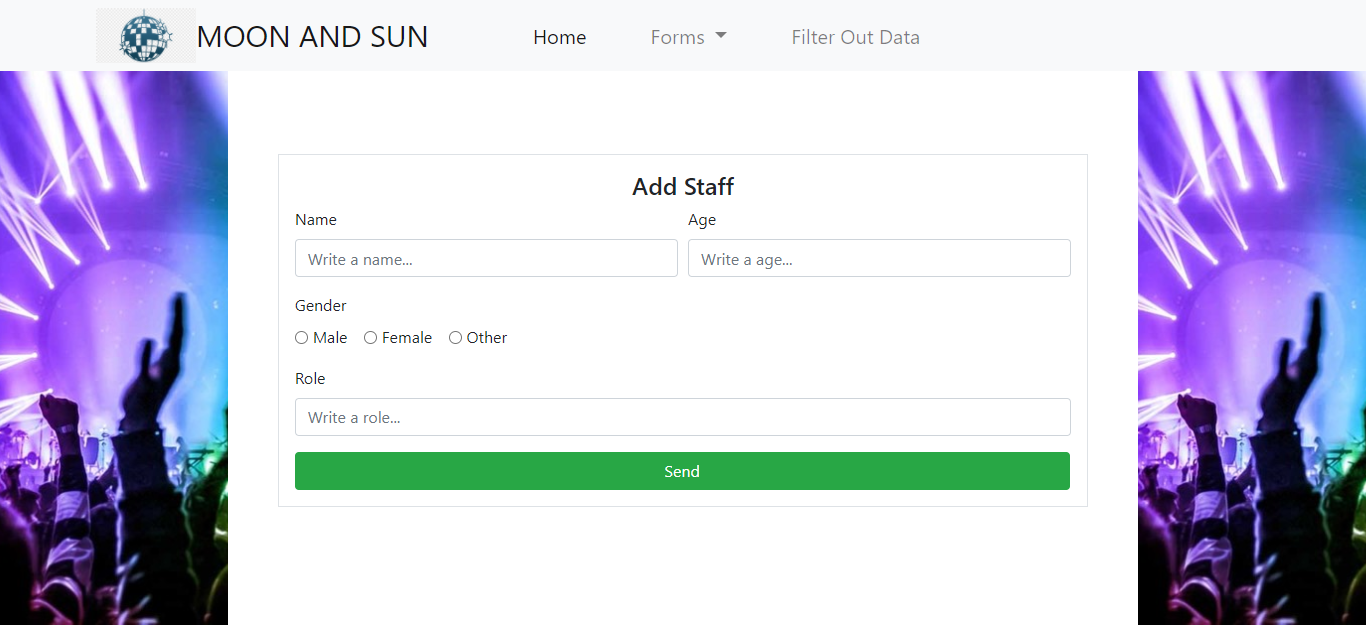 MOON AND SUN Home Forms Filter Out Data
Add Staff
Name Age
Write a name... Write a age...
Gender
Male Female Other
Role
Write a role...
Send